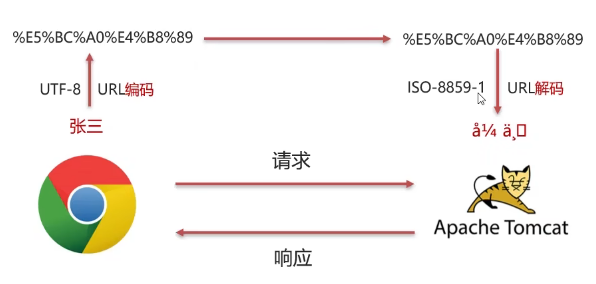 %E5%BC%A0%E4%B8%89
%E5%BC%A0%E4%B8%89
UTF-8 URL编码
ISO-8859-1 URL解码
张三
å¼ ä¸
请求
Apache Tomcat
响应